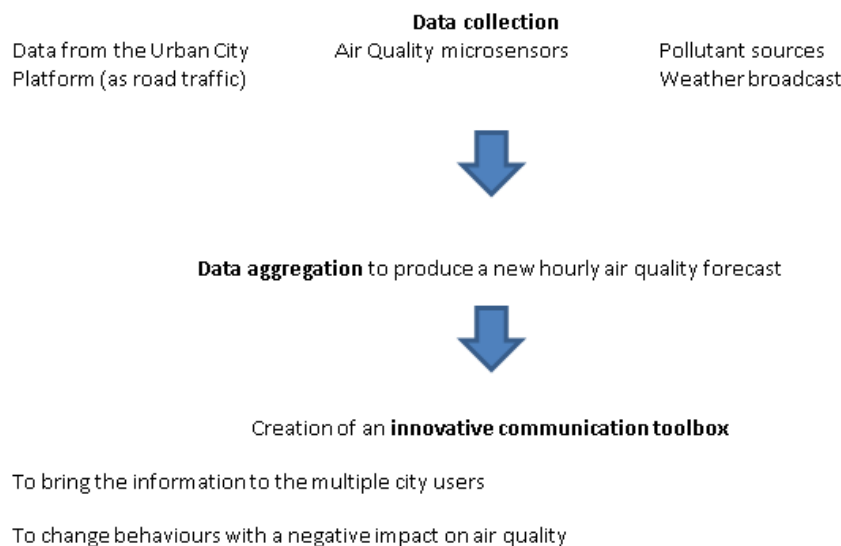 Data collection
Data from the Urban City
Platform (as road traffic)
Air Quality microsensors
Pollutant sources
Weather broadcast
Data aggregation to produce a new hourly air quality forecast
Creation of an innovative communication toolbox
To bring the information to the multiple city users
To change behaviours with a negative impact on air quality